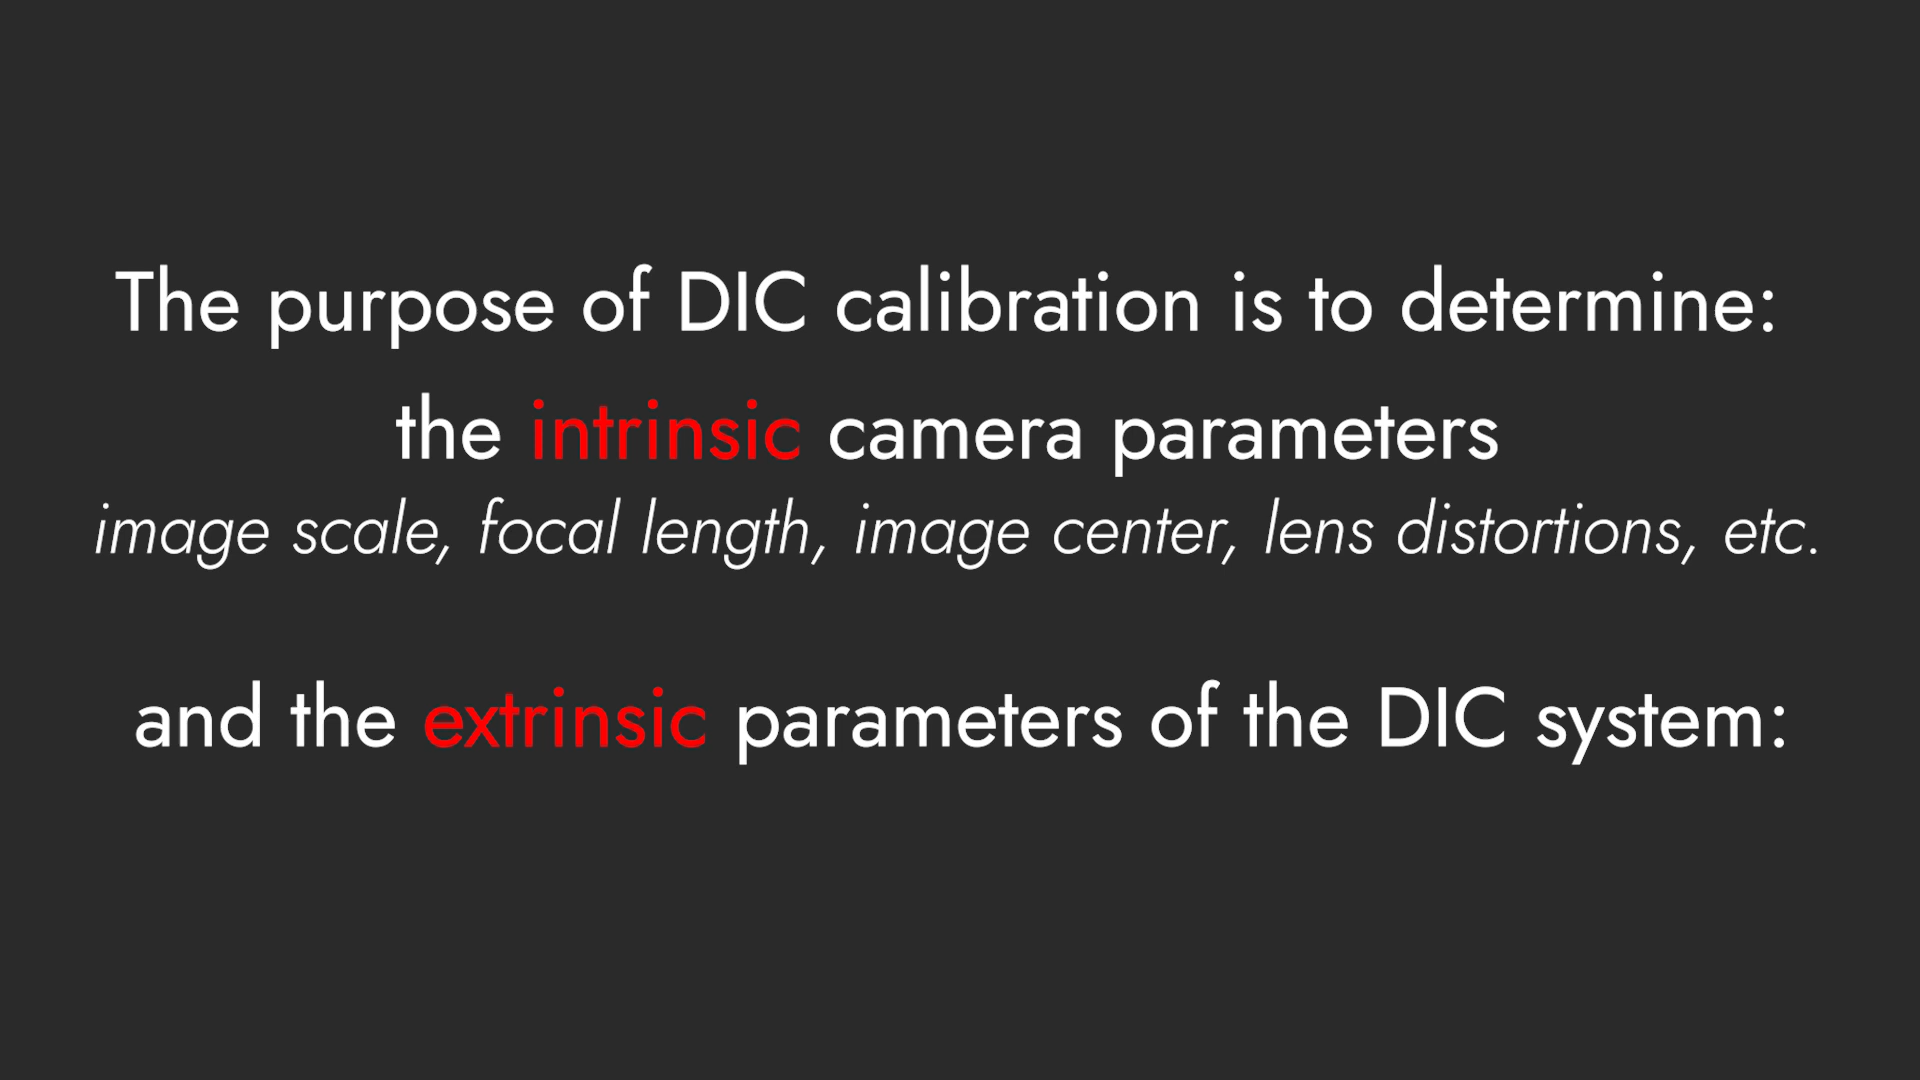 The purpose of DIC calibration is to determine:
the intrinsic camera parameters
image scale, focal length, image center, lens distortions, etc.
and the extrinsic parameters of the DIC system: